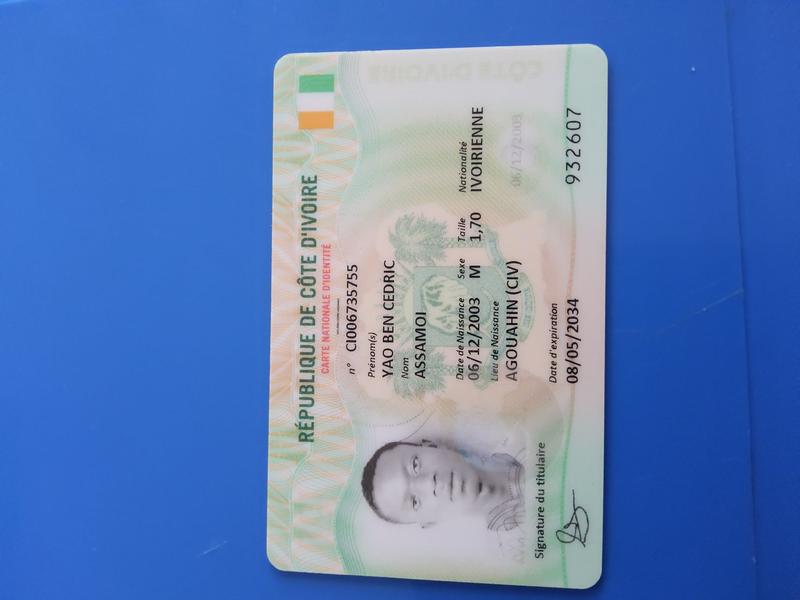 RÉPUBLIQUE DE CÔTE D'IVOIRE
CARTE NATIONALE D'IDENTITÉ
n° CI006735755
Prénom(s)
YAO BEN CEDRIC
Nom
ASSAMOI
Date de Naissance Sexe Taille Nationalité
06/12/2003 M 1,70 IVOIRIENNE
Lieu de Naissance
AGOUAHIN (CIV)
06/12/2003
Date d'expiration
08/05/2034
932607
Signature du titulaire
CÔTE D'IVOIRE